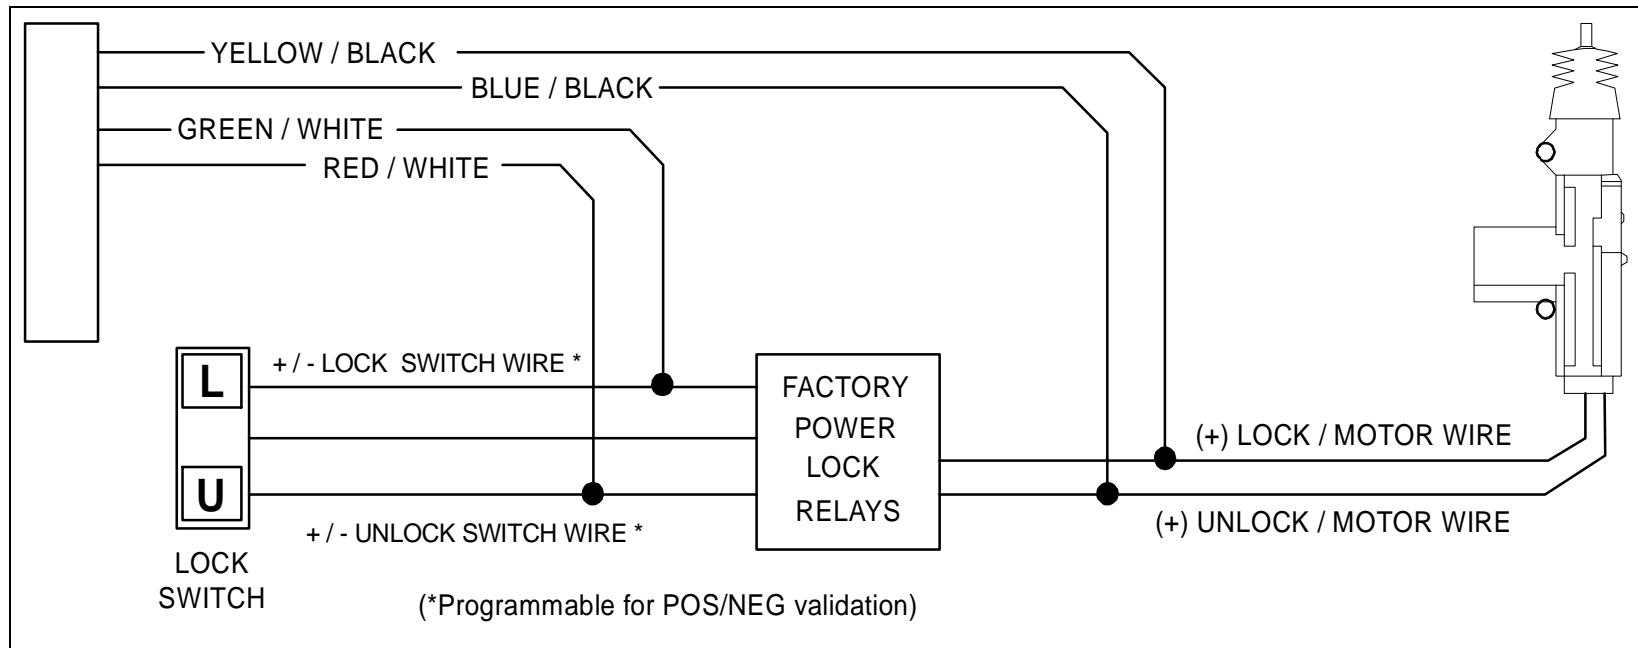 YELLOW / BLACK
BLUE / BLACK
GREEN / WHITE
RED / WHITE
L
+ / - LOCK SWITCH WIRE *
U
+ / - UNLOCK SWITCH WIRE *
LOCK
SWITCH
FACTORY
POWER
LOCK
RELAYS
(+) LOCK / MOTOR WIRE
(+) UNLOCK / MOTOR WIRE
(*Programmable for POS/NEG validation)